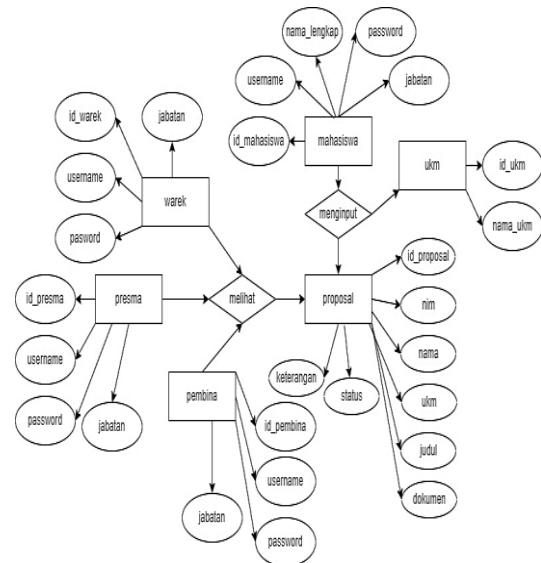 nama_lengkap
password
username
jabatan
id_mahasiswa
mahasiswa
id_warek
jabatan
username
warek
pasword
ukm
id_ukm
nama_ukm
menginput
id_presma
presma
melihat
proposal
id_proposal
nim
nama
ukm
judul
dokumen
username
password
jabatan
keterangan
status
pembina
id_pembina
username
jabatan
password